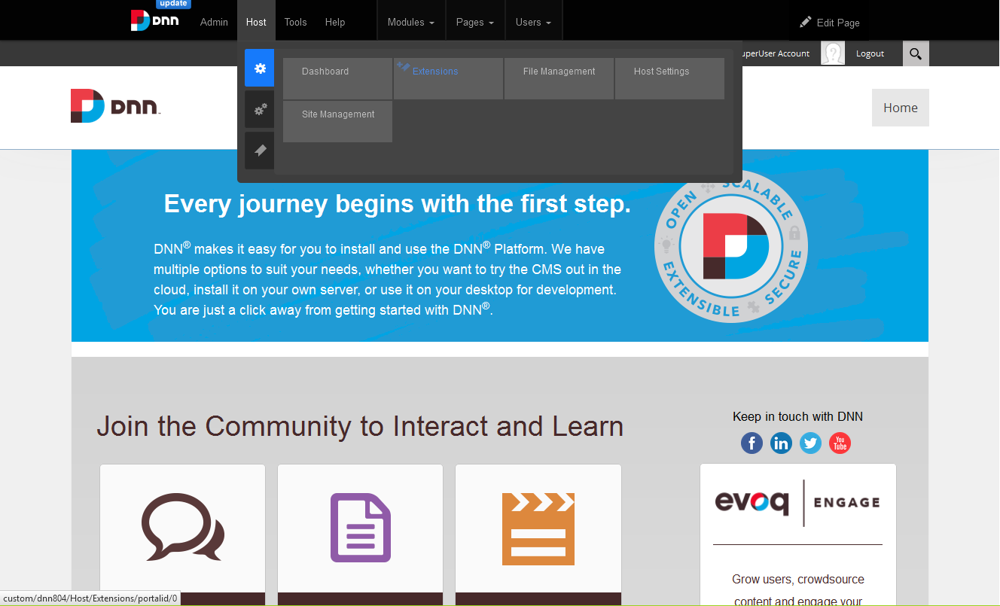 update
DNN Admin Host Tools Help Modules Pages Users Edit Page
Account Logout
Dashboard Extensions File Management Host Settings
Site Management
DNN
Home
Every journey begins with the first step.
DNN® makes it easy for you to install and use the DNN® Platform. We have
multiple options to suit your needs, whether you want to try the CMS out in the
cloud, install it on your own server, or use it on your desktop for development.
You are just a click away from getting started with DNN®.
OPEN
SCALABLE
EXTENSIBLE
SECURE
Join the Community to Interact and Learn
Keep in touch with DNN
f in You Tube
evoq ENGAGE
Grow users, crowdsource
content and engage your
custom/dnn804/Host/Extensions/portalid/0